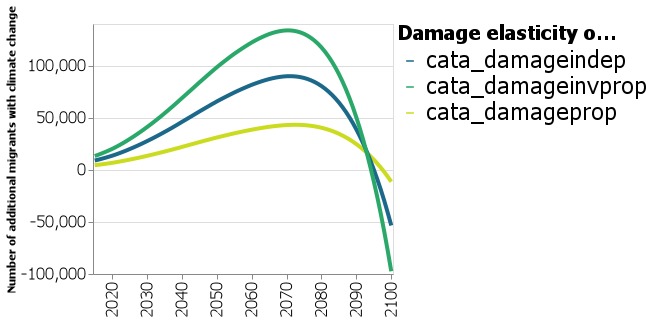 Number of additional migrants with climate change
100,000
50,000
0
-50,000
-100,000
2020
2030
2040
2050
2060
2070
2080
2090
2100
Damage elasticity o...
cata_damageindep
cata_damageinvprop
cata_damageprop